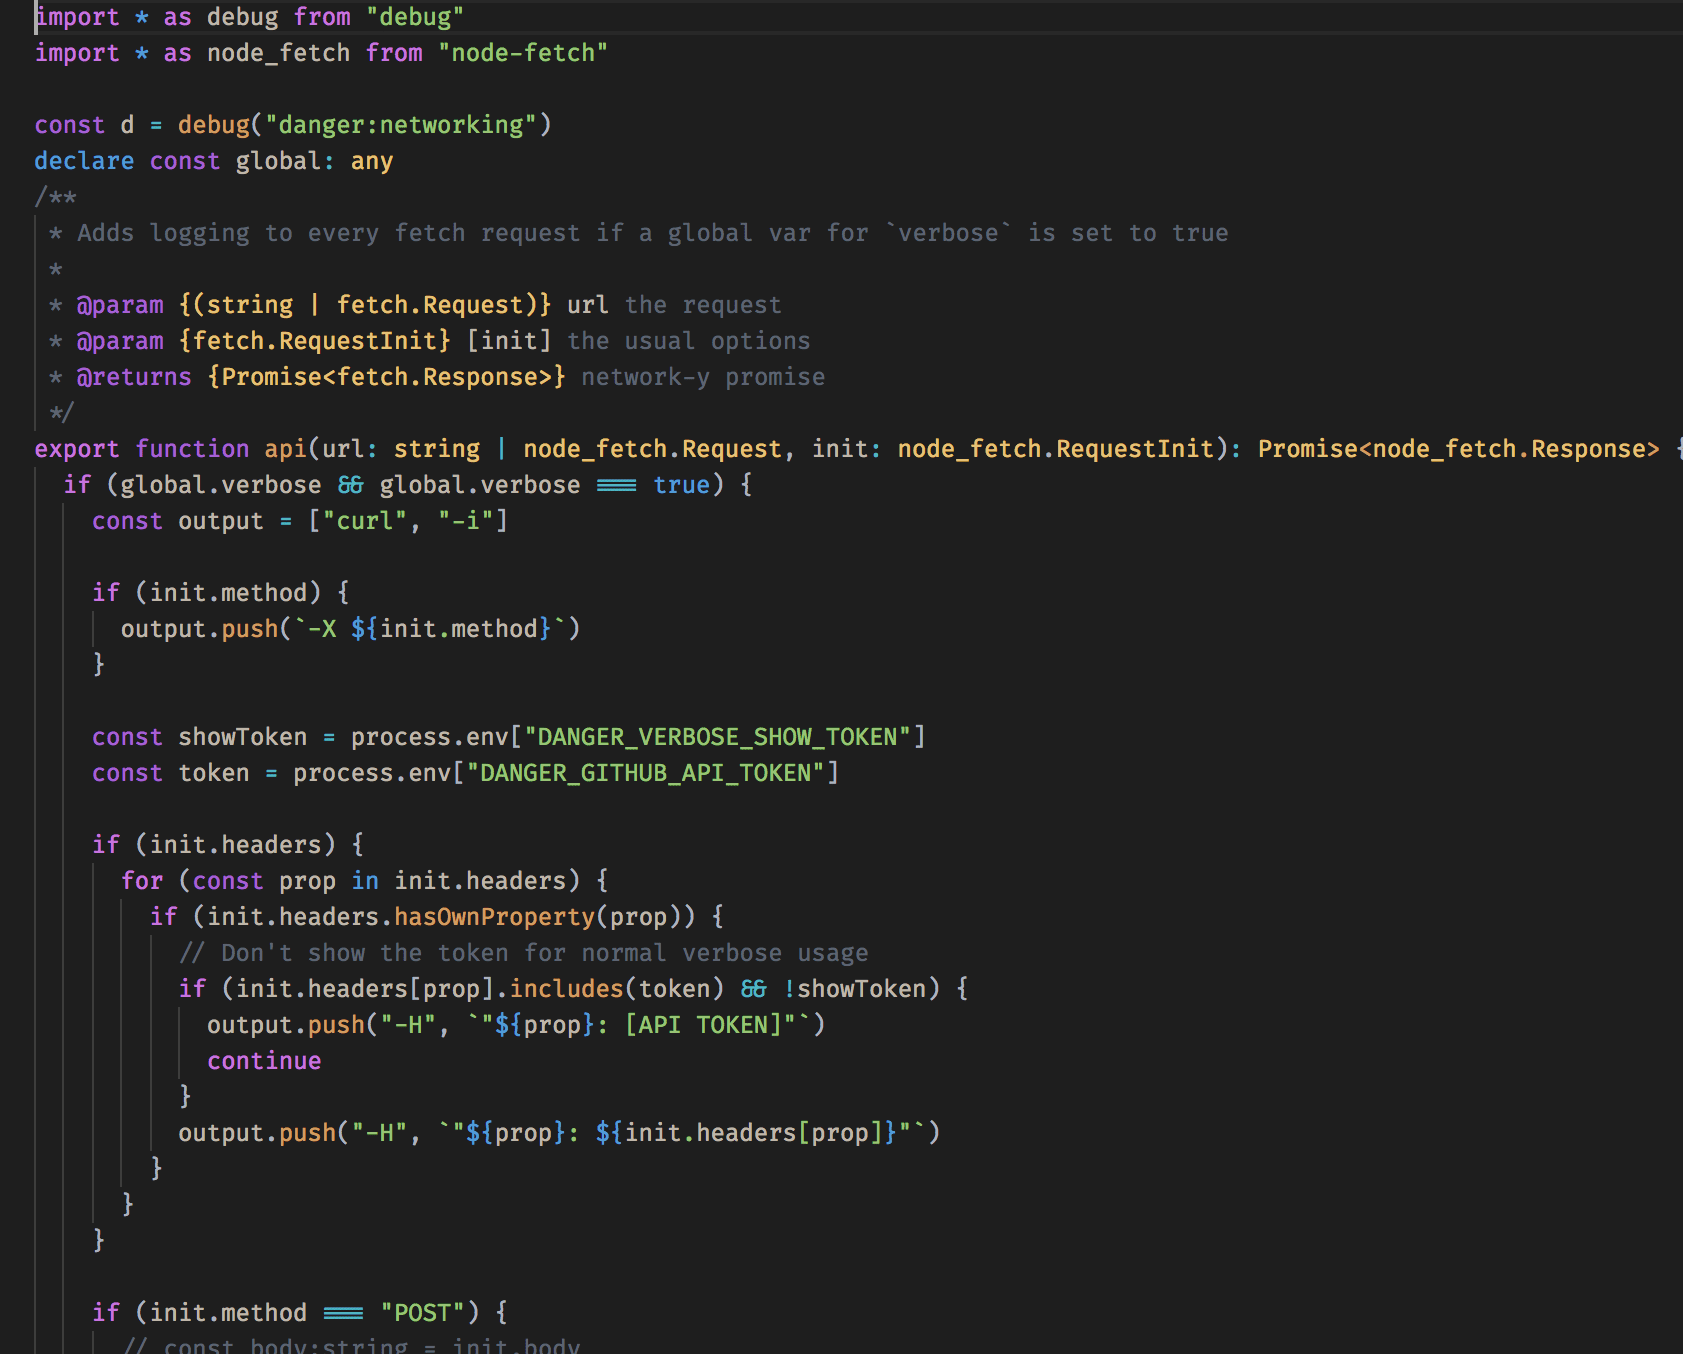 import * as debug from "debug"
import * as node_fetch from "node-fetch"

const d = debug("danger:networking")
declare const global: any
/**
 * Adds logging to every fetch request if a global var for `verbose` is set to true
 *
 * @param {(string | fetch.Request)} url the request
 * @param {fetch.RequestInit} [init] the usual options
 * @returns {Promise<fetch.Response>} network-y promise
 */
export function api(url: string | node_fetch.Request, init: node_fetch.RequestInit): Promise<node_fetch.Response> {
  if (global.verbose && global.verbose === true) {
    const output = ["curl", "-i"]

    if (init.method) {
      output.push(`-X ${init.method}`)
    }

    const showToken = process.env["DANGER_VERBOSE_SHOW_TOKEN"]
    const token = process.env["DANGER_GITHUB_API_TOKEN"]

    if (init.headers) {
      for (const prop in init.headers) {
        if (init.headers.hasOwnProperty(prop)) {
          // Don't show the token for normal verbose usage
          if (init.headers[prop].includes(token) && !showToken) {
            output.push("-H", `"${prop}: [API TOKEN]"`)
            continue
          }
          output.push("-H", `"${prop}: ${init.headers[prop]}"`)
        }
      }
    }

    if (init.method === "POST") {
      // const body:string = init.body